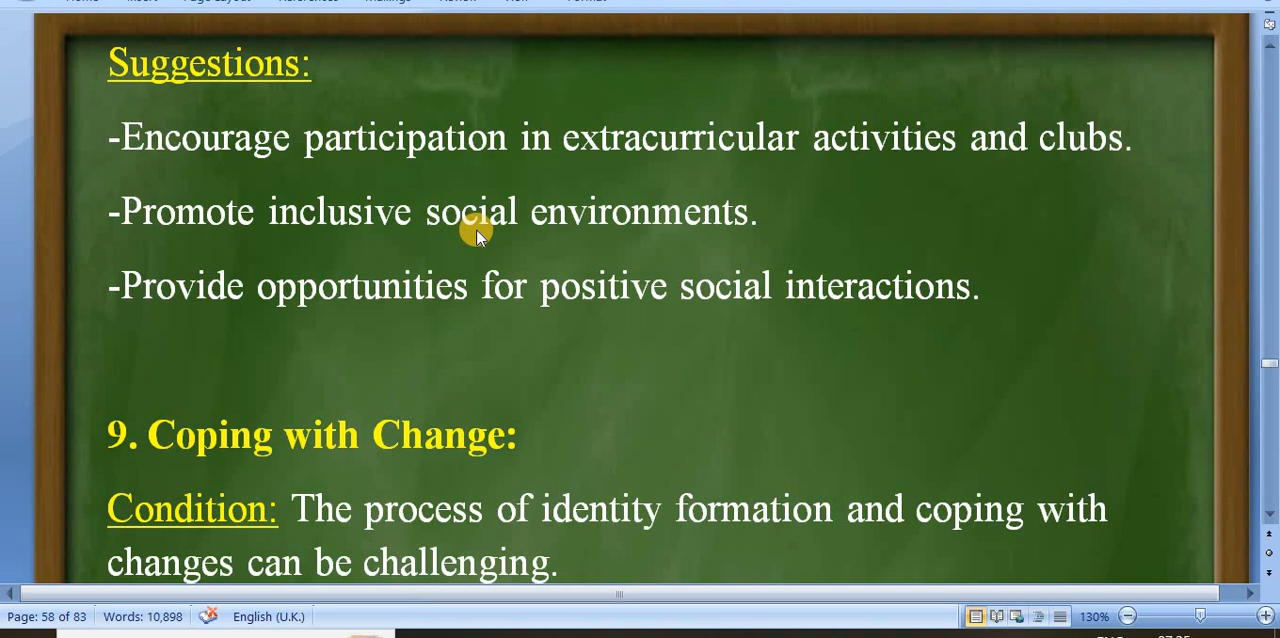 Suggestions:
-Encourage participation in extracurricular activities and clubs.
-Promote inclusive social environments.
-Provide opportunities for positive social interactions.
9. Coping with Change:
Condition: The process of identity formation and coping with
changes can be challenging.
Page: 58 of 83 Words: 10,898 English (U.K.) 130%